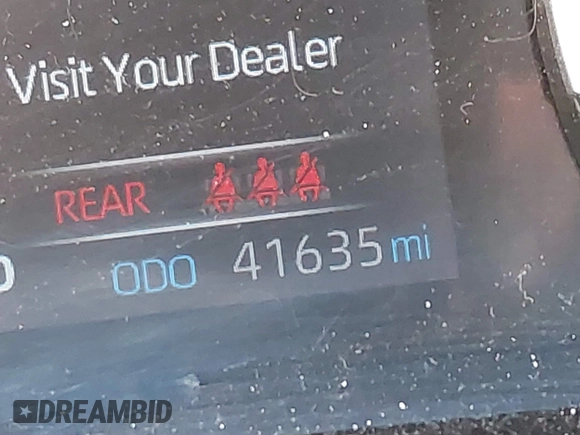 Visit Your Dealer
REAR
ODO 41635 mi
DREAMBID